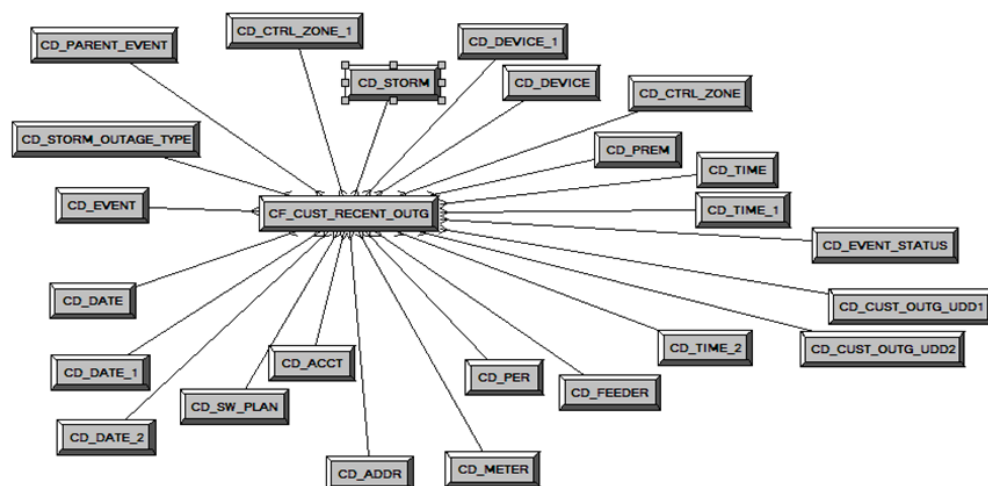 CD_PARENT_EVENT
CD_CTRL_ZONE_1
CD_DEVICE_1
CD_STORM
CD_DEVICE
CD_CTRL_ZONE
CD_STORM_OUTAGE_TYPE
CD_PREM
CD_TIME
CD_EVENT
CF_CUST_RECENT_OUTG
CD_TIME_1
CD_EVENT_STATUS
CD_DATE
CD_CUST_OUTG_UDD1
CD_TIME_2
CD_CUST_OUTG_UDD2
CD_ACCT
CD_DATE_1
CD_PER
CD_FEEDER
CD_SW_PLAN
CD_DATE_2
CD_ADDR
CD_METER